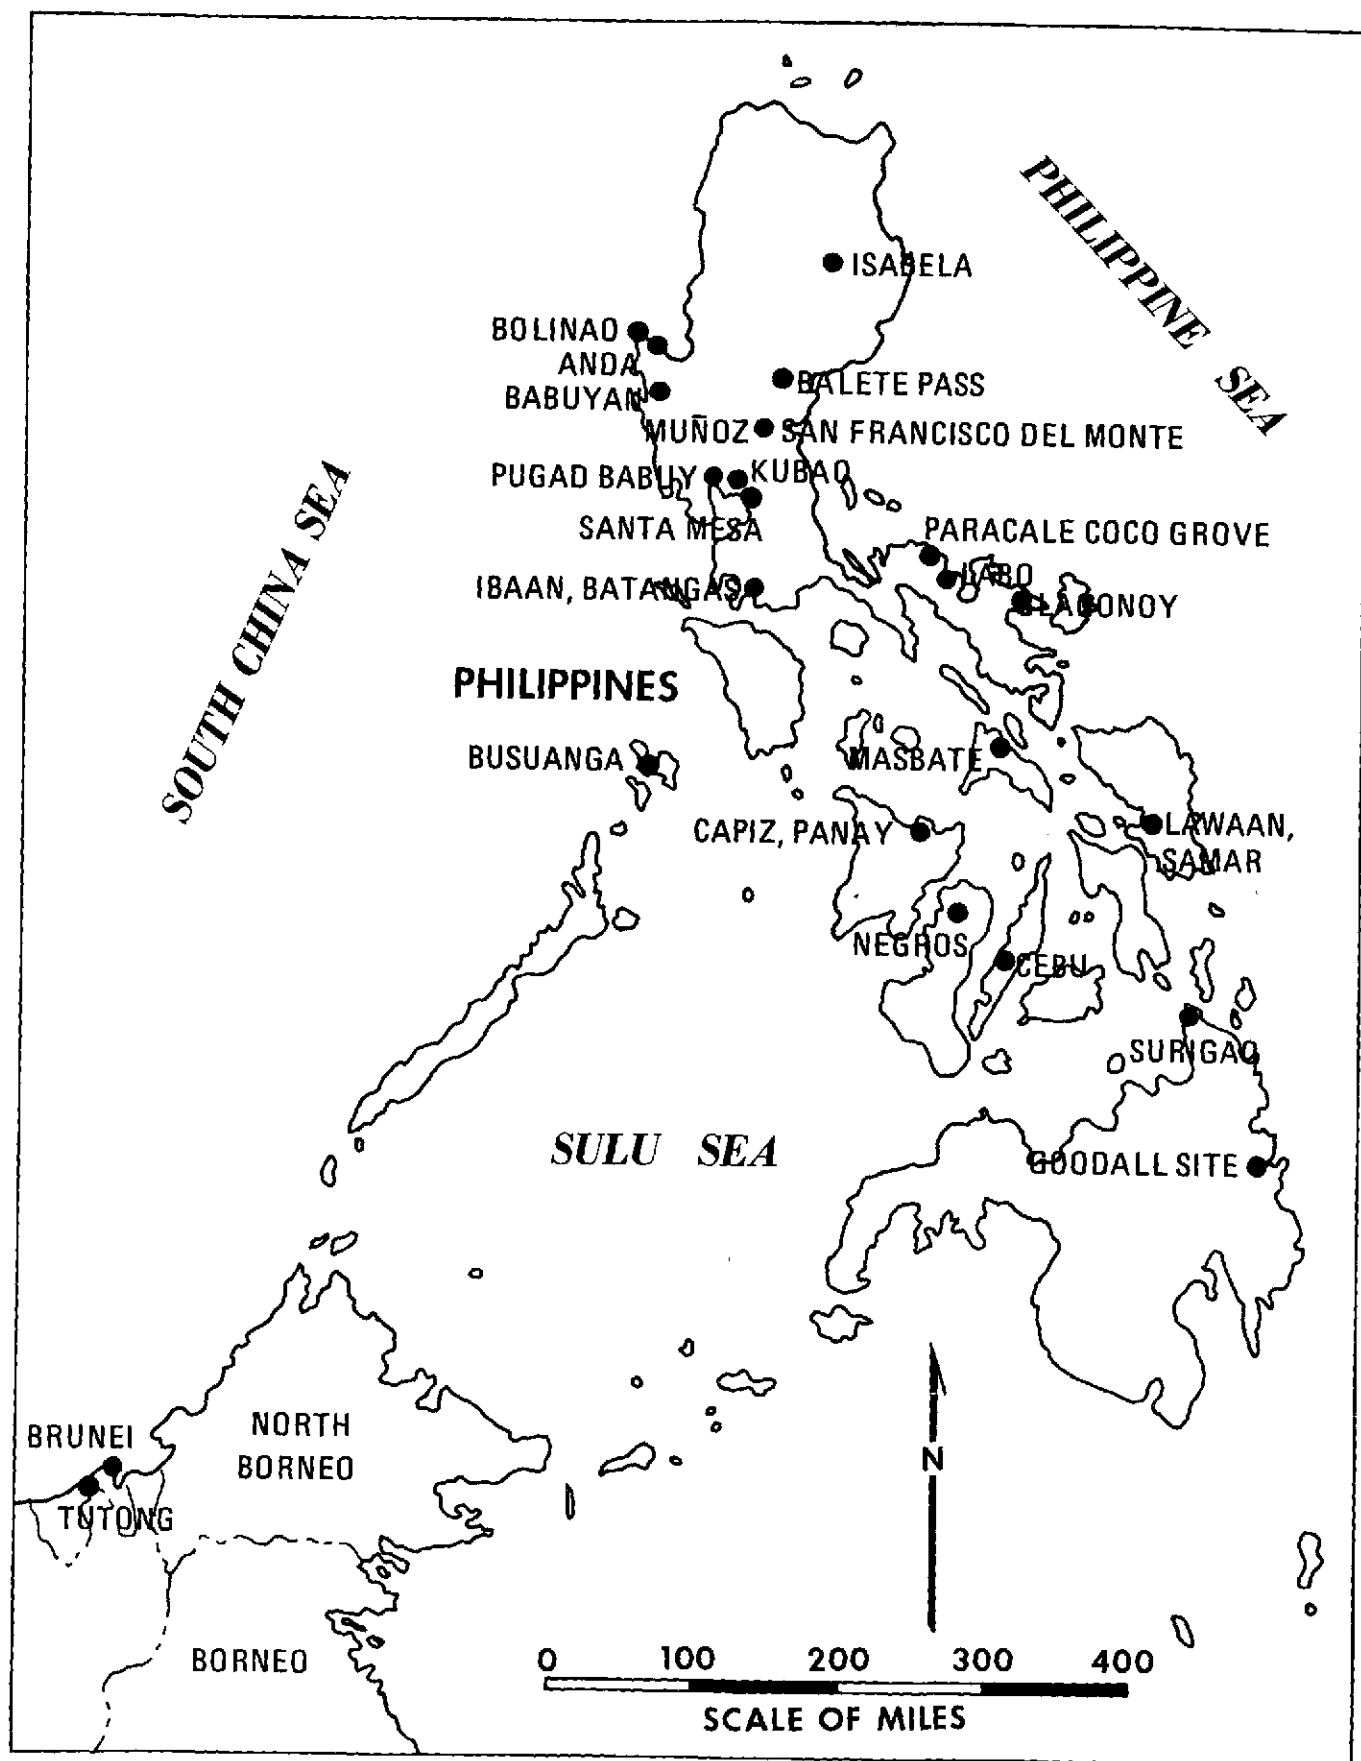 PHILIPPINE SEA
ISABELA
BOLINAO
ANDA
BABUYAN
BALETE PASS
MUÑOZ
SAN FRANCISCO DEL MONTE
PUGAD BABUY
KUBAO
SANTA MESA
SOUTH CHINA SEA
PARACALE COCO GROVE
LABO
IBAAN, BATANGAS
LAGONOY
PHILIPPINES
BUSUANGA
MASBATE
CAPIZ, PANAY
LAWAAN,
SAMAR
NEGROS
CEBU
SURIGAO
SULU SEA
GOODALL SITE
BRUNEI
NORTH
BORNEO
TUTONG
N
BORNEO
0 100 200 300 400
SCALE OF MILES